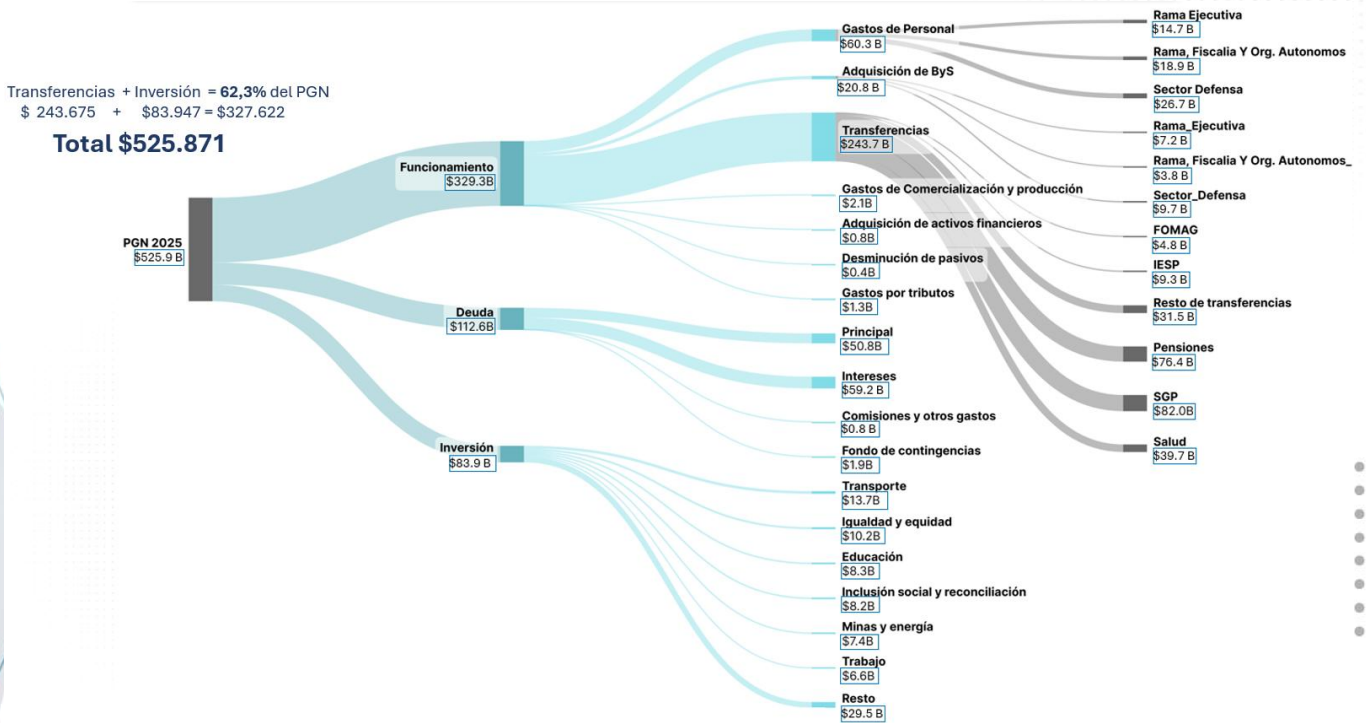 Transferencias + Inversión = 62,3% del PGN
$ 243.675 + $83.947 = $327.622
Total $525.871
PGN 2025
$525.9 B
Funcionamiento
$329.3B
Deuda
$112.6B
Inversión
$83.9 B
Gastos de Personal
$60.3 B
Adquisición de ByS
$20.8 B
Transferencias
$243.7 B
Gastos de Comercialización y producción
$2.1B
Adquisición de activos financieros
$0.8B
Desminución de pasivos
$0.4B
Gastos por tributos
$1.3B
Principal
$50.8B
Intereses
$59.2 B
Comisiones y otros gastos
$0.8 B
Fondo de contingencias
$1.9B
Transporte
$13.7B
Igualdad y equidad
$10.2B
Educación
$8.3B
Inclusión social y reconciliación
$8.2B
Minas y energía
$7.4B
Trabajo
$6.6B
Resto
$29.5 B
Rama Ejecutiva
$14.7 B
Rama, Fiscalia Y Org. Autonomos
$18.9 B
Sector Defensa
$26.7 B
Rama_Ejecutiva
$7.2 B
Rama, Fiscalia Y Org. Autonomos_
$3.8 B
Sector_Defensa
$9.7 B
FOMAG
$4.8 B
IESP
$9.3 B
Resto de transferencias
$31.5 B
Pensiones
$76.4 B
SGP
$82.0B
Salud
$39.7 B